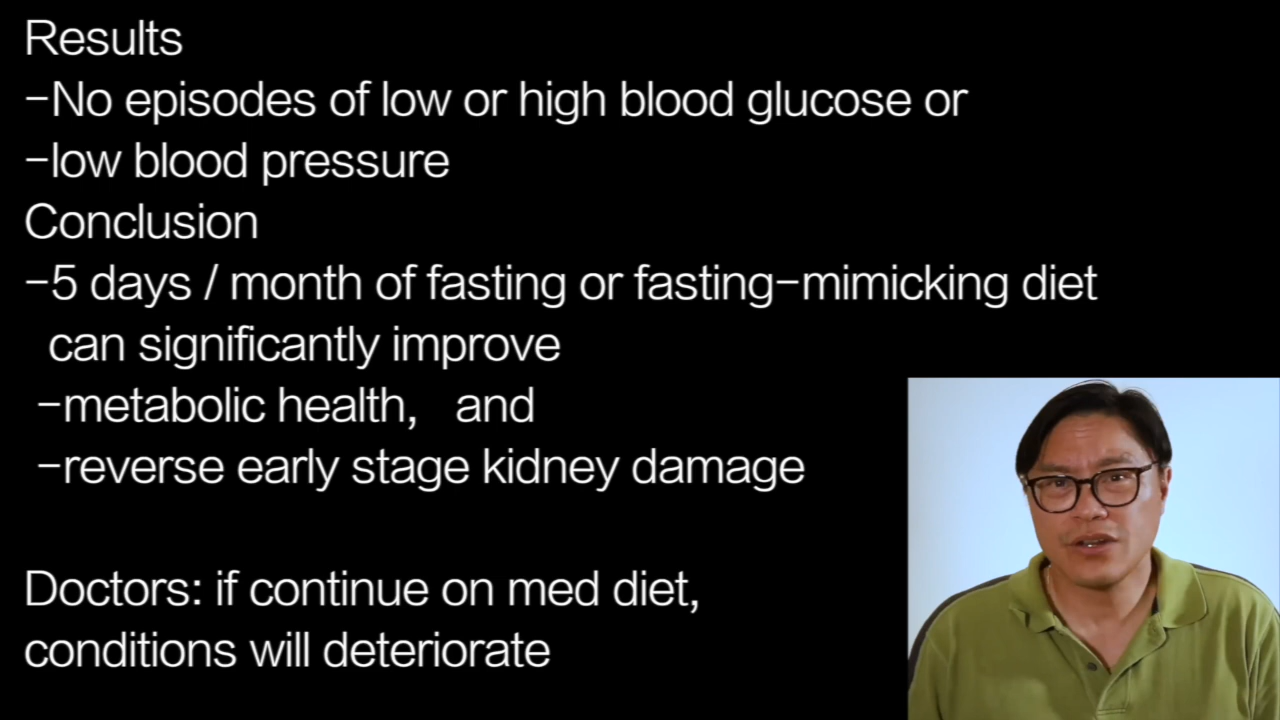 Results
-No episodes of low or high blood glucose or
-low blood pressure
Conclusion
-5 days / month of fasting or fasting-mimicking diet
can significantly improve
-metabolic health, and
-reverse early stage kidney damage
Doctors: if continue on med diet,
conditions will deteriorate